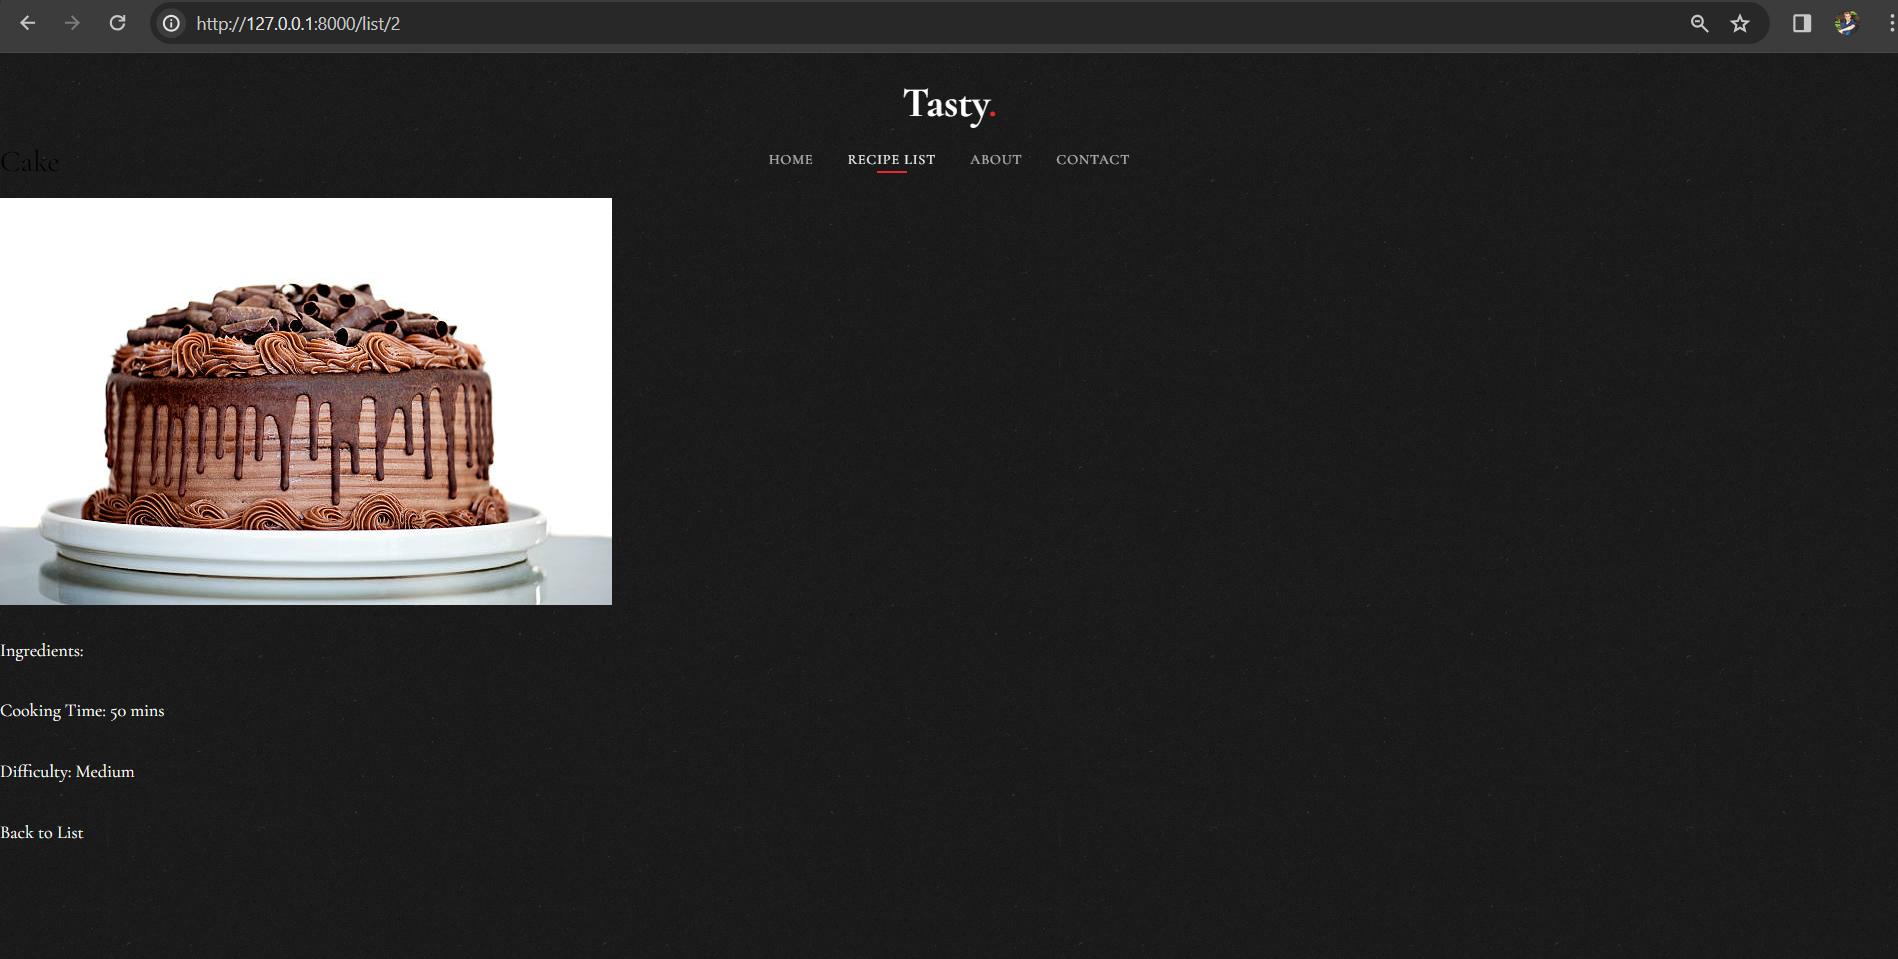 http://127.0.0.1:8000/list/2
Tasty.
HOME RECIPE LIST ABOUT CONTACT
Cake
Ingredients:
Cooking Time: 50 mins
Difficulty: Medium
Back to List